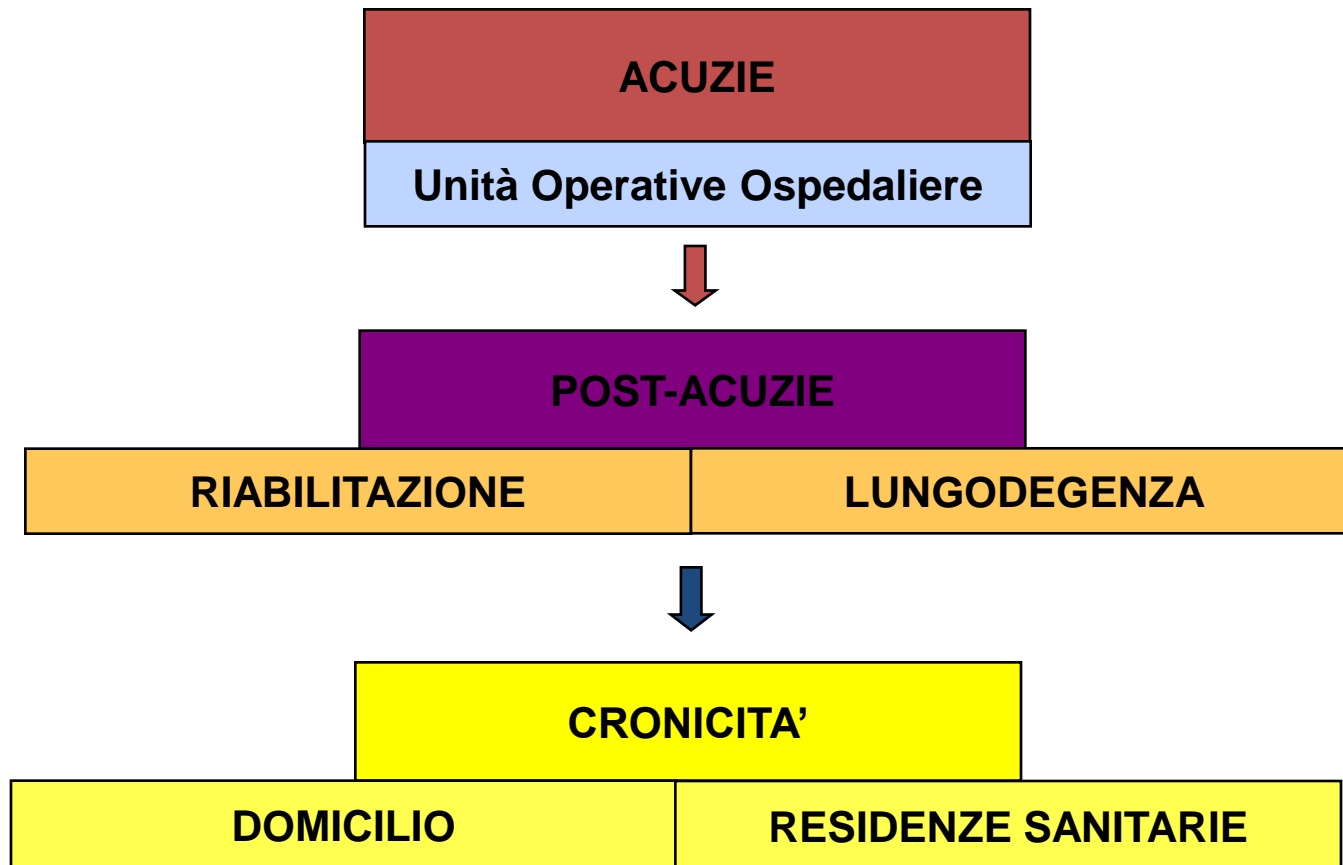 ACUZIE
Unità Operative Ospedaliere
POST-ACUZIE
RIABILITAZIONE
LUNGODEGENZA
CRONICITA’
DOMICILIO
RESIDENZE SANITARIE